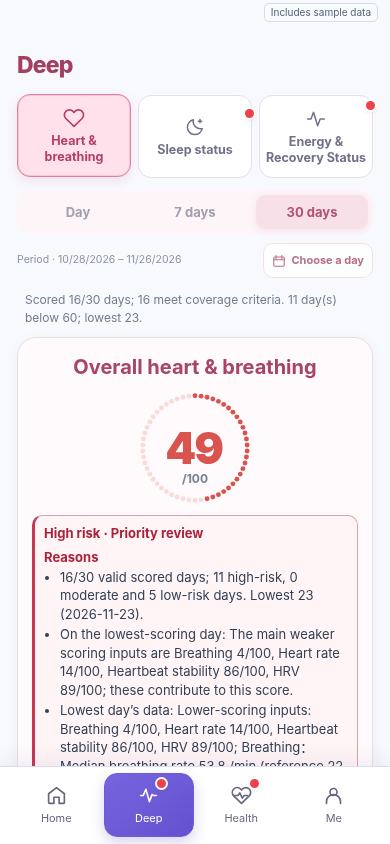 Includes sample data
Deep
Heart &
breathing
Sleep status
Energy &
Recovery Status
Day
7 days
30 days
Period · 10/28/2026 – 11/26/2026
Choose a day
Scored 16/30 days; 16 meet coverage criteria. 11 day(s)
below 60; lowest 23.
Overall heart & breathing
49
/100
High risk · Priority review
Reasons
• 16/30 valid scored days; 11 high-risk, 0
moderate and 5 low-risk days. Lowest 23
(2026-11-23).
• On the lowest-scoring day: The main weaker
scoring inputs are Breathing 4/100, Heart rate
14/100, Heartbeat stability 86/100, HRV
89/100; these contribute to this score.
• Lowest day's data: Lower-scoring inputs:
Breathing 4/100, Heart rate 14/100, Heartbeat
stability 86/100, HRV 89/100; Breathing:
Median breathing rate 53.8 /min (reference 22
Home
Deep
Health
Me